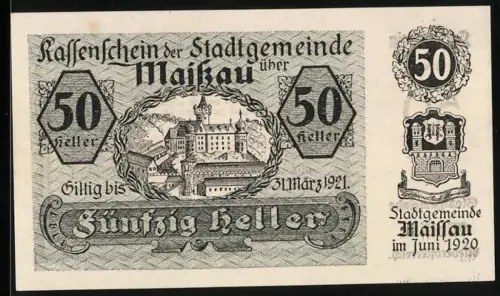 Kassenschein der Stadtgemeinde
Maißau über
50 Heller
50 Heller
Giltig bis 31. März 1921.
Fünfzig Heller
50
Stadtgemeinde
Maissau
im Juni 1920